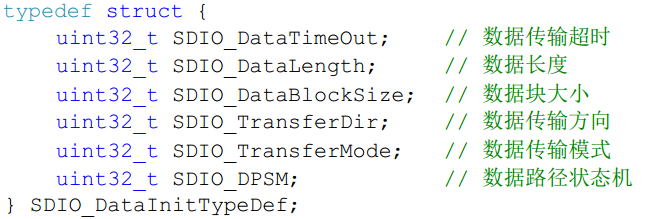 typedef struct {
    uint32_t SDIO_DataTimeOut;    // 数据传输超时
    uint32_t SDIO_DataLength;     // 数据长度
    uint32_t SDIO_DataBlockSize;  // 数据块大小
    uint32_t SDIO_TransferDir;    // 数据传输方向
    uint32_t SDIO_TransferMode;   // 数据传输模式
    uint32_t SDIO_DPSM;           // 数据路径状态机
} SDIO_DataInitTypeDef;